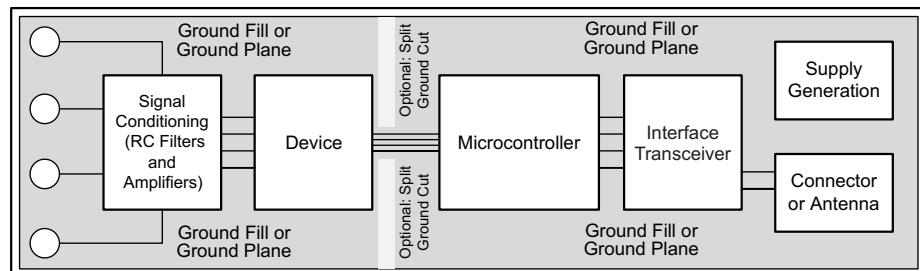 Ground Fill or
Ground Plane
Optional: Split
Ground Cut
Ground Fill or
Ground Plane
Signal
Conditioning
(RC Filters
and
Amplifiers)
Device
Microcontroller
Interface
Transceiver
Supply
Generation
Connector
or Antenna
Ground Fill or
Ground Plane
Optional: Split
Ground Cut
Ground Fill or
Ground Plane